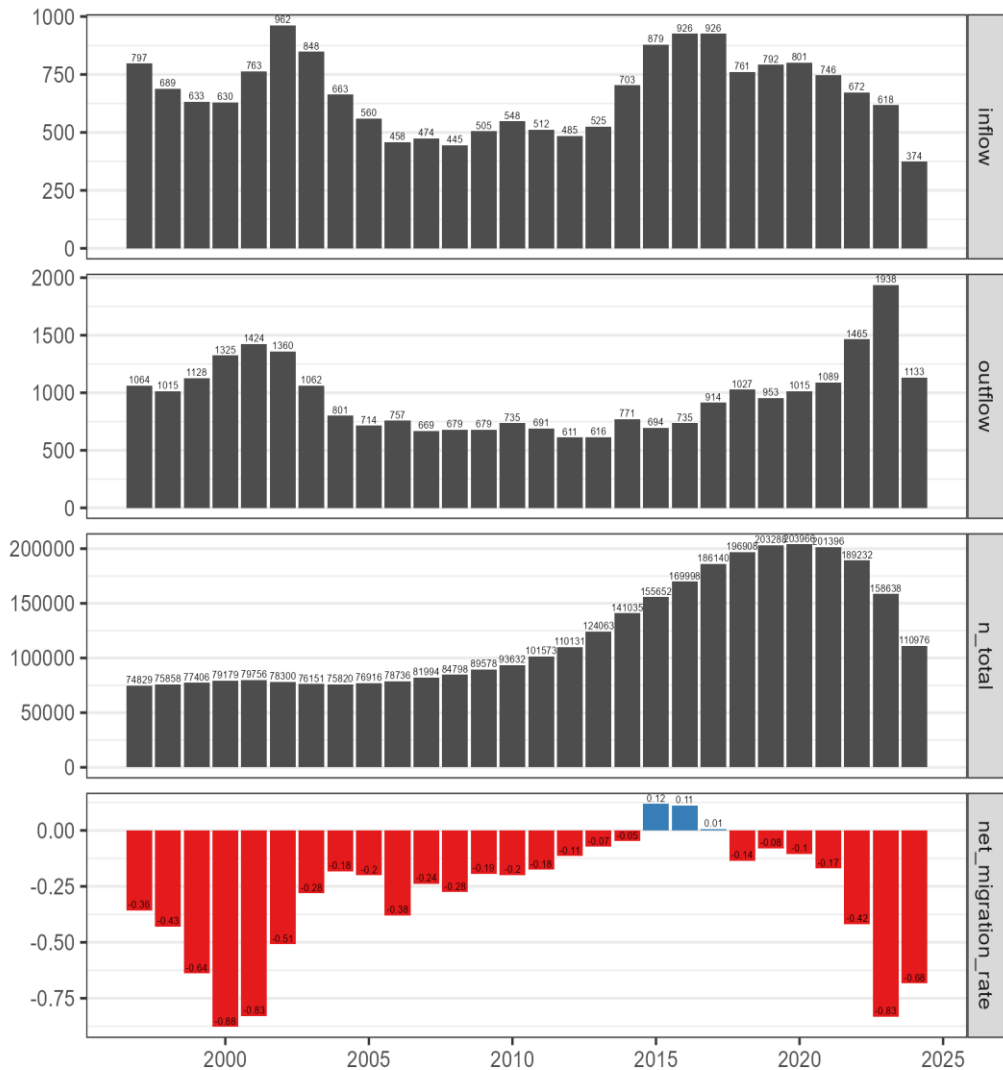 1000
750
500
250
0
797 689 633 630 763 962 848 663 560 458 474 445 505 548 512 485 525 703 879 926 926 761 792 801 746 672 618 374
inflow
2000
1500
1000
500
0
1064 1015 1128 1325 1424 1360 1062 801 714 757 669 679 679 735 691 611 616 771 694 735 914 1027 953 1015 1089 1465 1938 1133
outflow
200000
150000
100000
50000
0
74829 75858 77406 79179 79756 78300 76151 75820 76916 78736 81994 84798 89578 93632 101573 110131 124063 141035 155652 169998 186140 196908 203288 203966 201396 189232 158638 110976
n_total
0.00
-0.25
-0.50
-0.75
-0.36 -0.43 -0.64 -0.88 -0.83 -0.51 -0.28 -0.18 -0.2 -0.38 -0.24 -0.28 -0.19 -0.2 -0.18 -0.11 -0.07 -0.05 0.12 0.11 0.01 -0.14 -0.08 -0.1 -0.17 -0.42 -0.83 -0.68
net_migration_rate
2000 2005 2010 2015 2020 2025